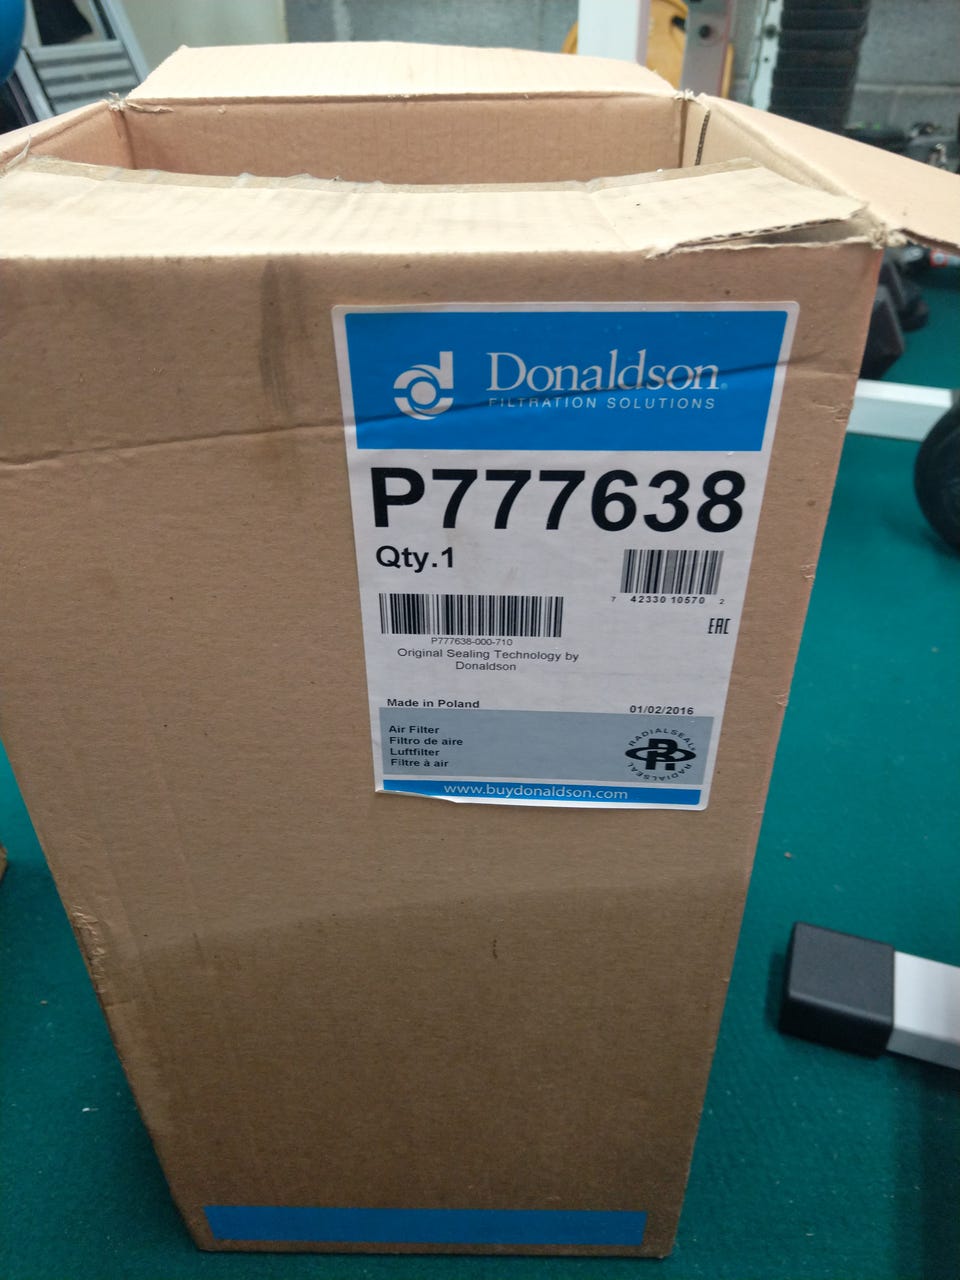 Donaldson®
FILTRATION SOLUTIONS
P777638
Qty.1
7 42330 10570 2
P777638-000-710
EAC
Original Sealing Technology by
Donaldson
Made in Poland
01/02/2016
Air Filter
Filtro de aire
Luftfilter
Filtre à air
RADIALSEAL
RADIALSEAL
www.buydonaldson.com